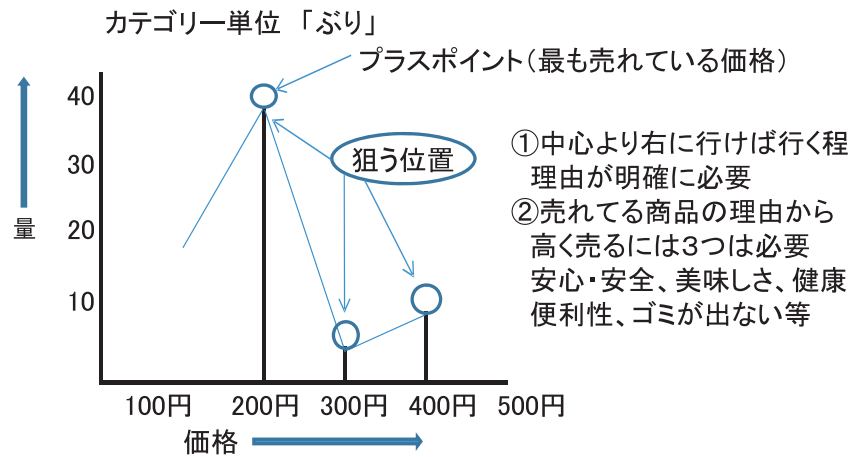 カテゴリー単位 「ぶり」
プラスポイント(最も売れている価格)
40
30
20
10
量
狙う位置
①中心より右に行けば行く程
理由が明確に必要
②売れてる商品の理由から
高く売るには3つは必要
安心・安全、美味しさ、健康
便利性、ゴミが出ない等
100円 200円 300円 400円 500円
価格